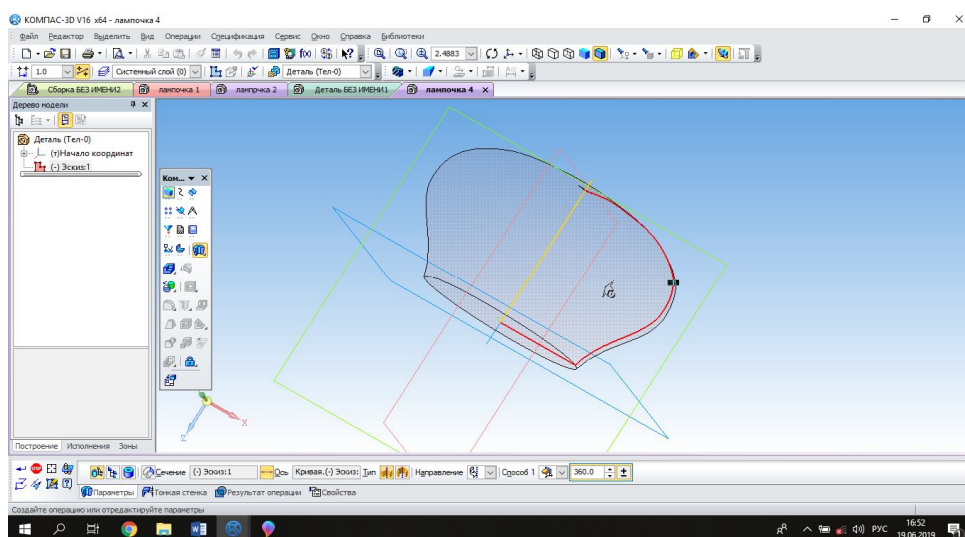 КОМПАС-3D V16 x64 - лампочка 4
Файл Редактор Выделить Вид Операции Спецификация Сервис Окно Справка Библиотеки
2.4883
1.0 Системный слой (0) Деталь (Тел-0)
Сборка БЕЗ ИМЕНИ2 лампочка 1 лампрчка 2 Деталь БЕЗ ИМЕНИ1 лампочка 4
Дерево модели
Деталь (Тел-0)
(т)Начало координат
(-) Эскиз:1
Ком...
X
Z
Построение Исполнения Зоны
Сечение (-) Эскиз:1 Ось Кривая.(-) Эскиз: Тип Направление Способ 1 360.0
Параметры Тонкая стенка Результат операции Свойства
Создайте операцию или отредактируйте параметры
РУС 16:52
19.06.2019